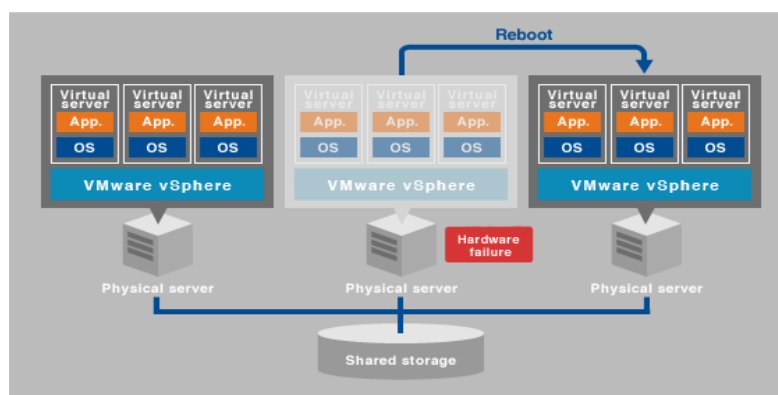 Reboot
Virtual server
Virtual server
Virtual server
App.
App.
App.
OS
OS
OS
VMware vSphere
Physical server
Virtual server
Virtual server
Virtual server
App.
App.
App.
OS
OS
OS
VMware vSphere
Hardware
failure
Physical server
Virtual server
Virtual server
Virtual server
App.
App.
App.
OS
OS
OS
VMware vSphere
Physical server
Shared storage